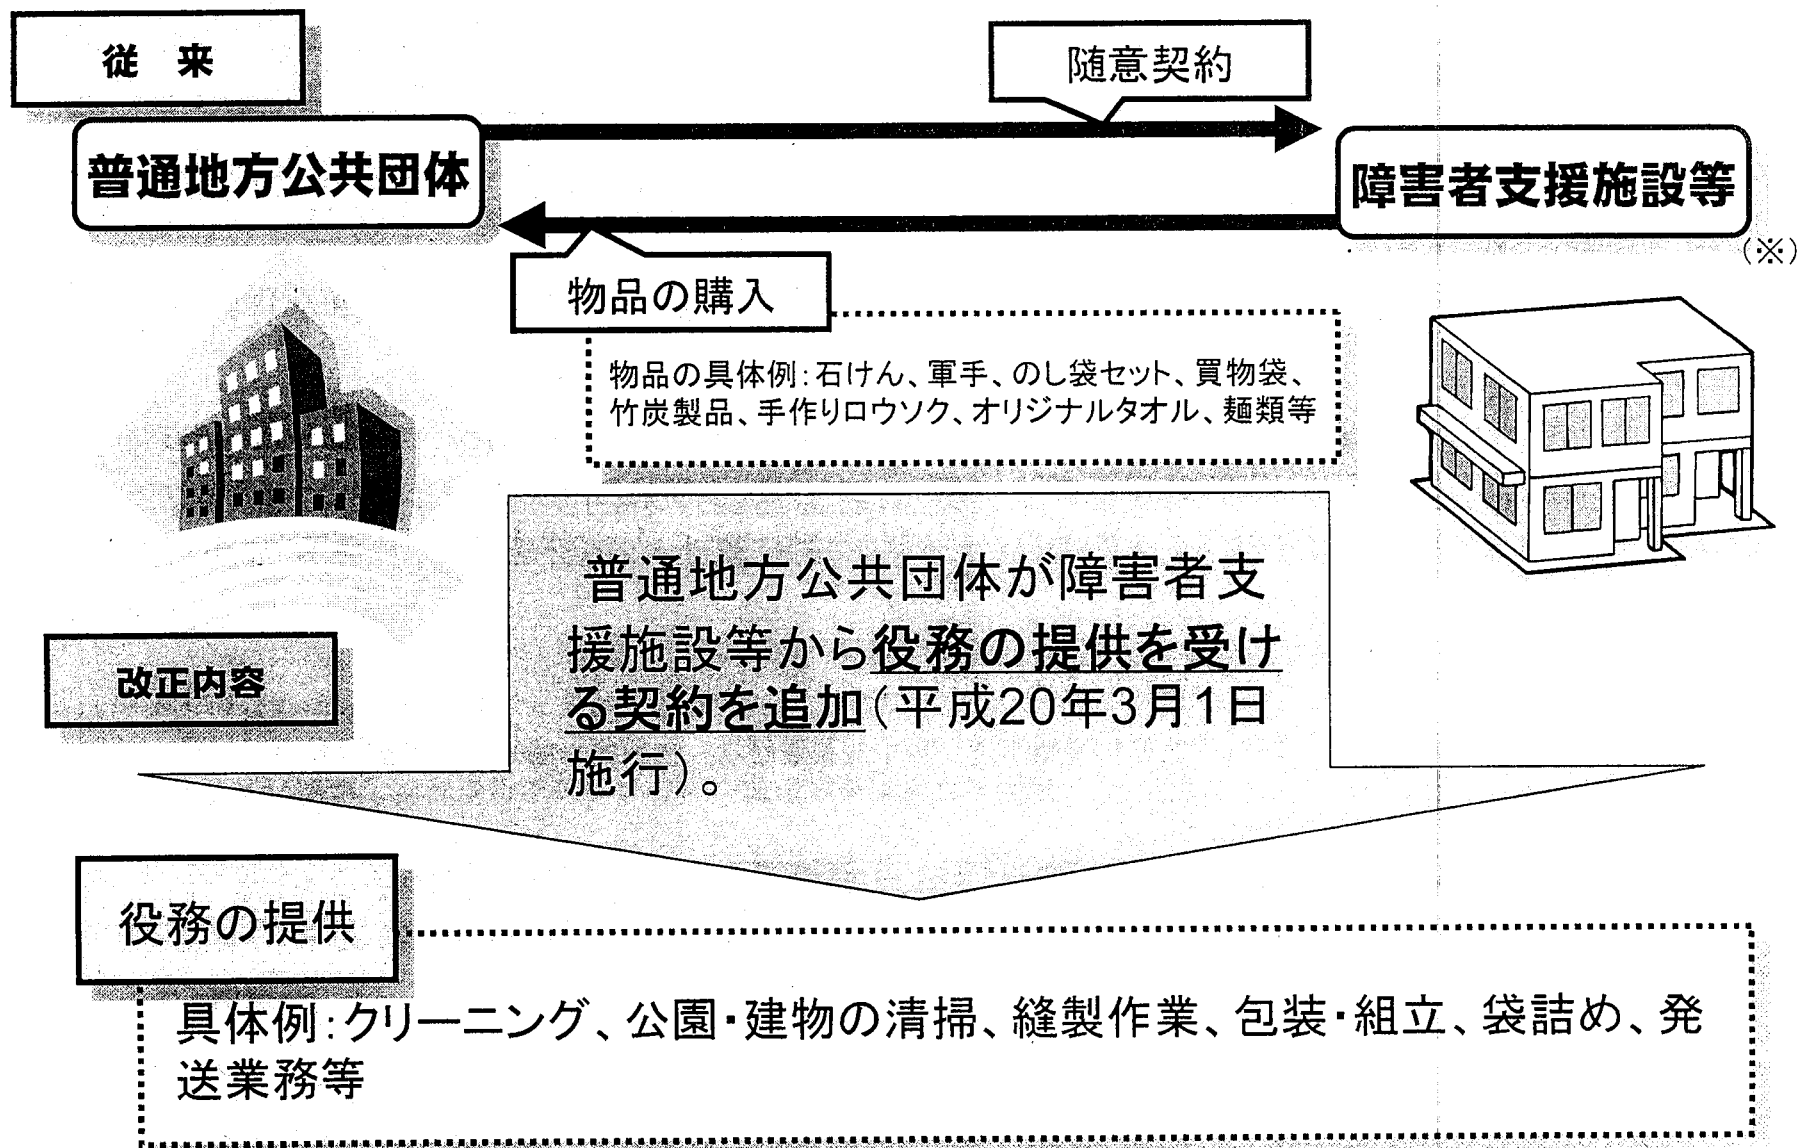 従　来
随意契約
普通地方公共団体
障害者支援施設等
（※）
物品の購入
物品の具体例：石けん、軍手、のし袋セット、買物袋、
竹炭製品、手作りロウソク、オリジナルタオル、麺類等
普通地方公共団体が障害者支
援施設等から役務の提供を受け
る契約を追加（平成20年3月1日
施行）。
改正内容
役務の提供
具体例：クリーニング、公園・建物の清掃、縫製作業、包装・組立、袋詰め、発
送業務等